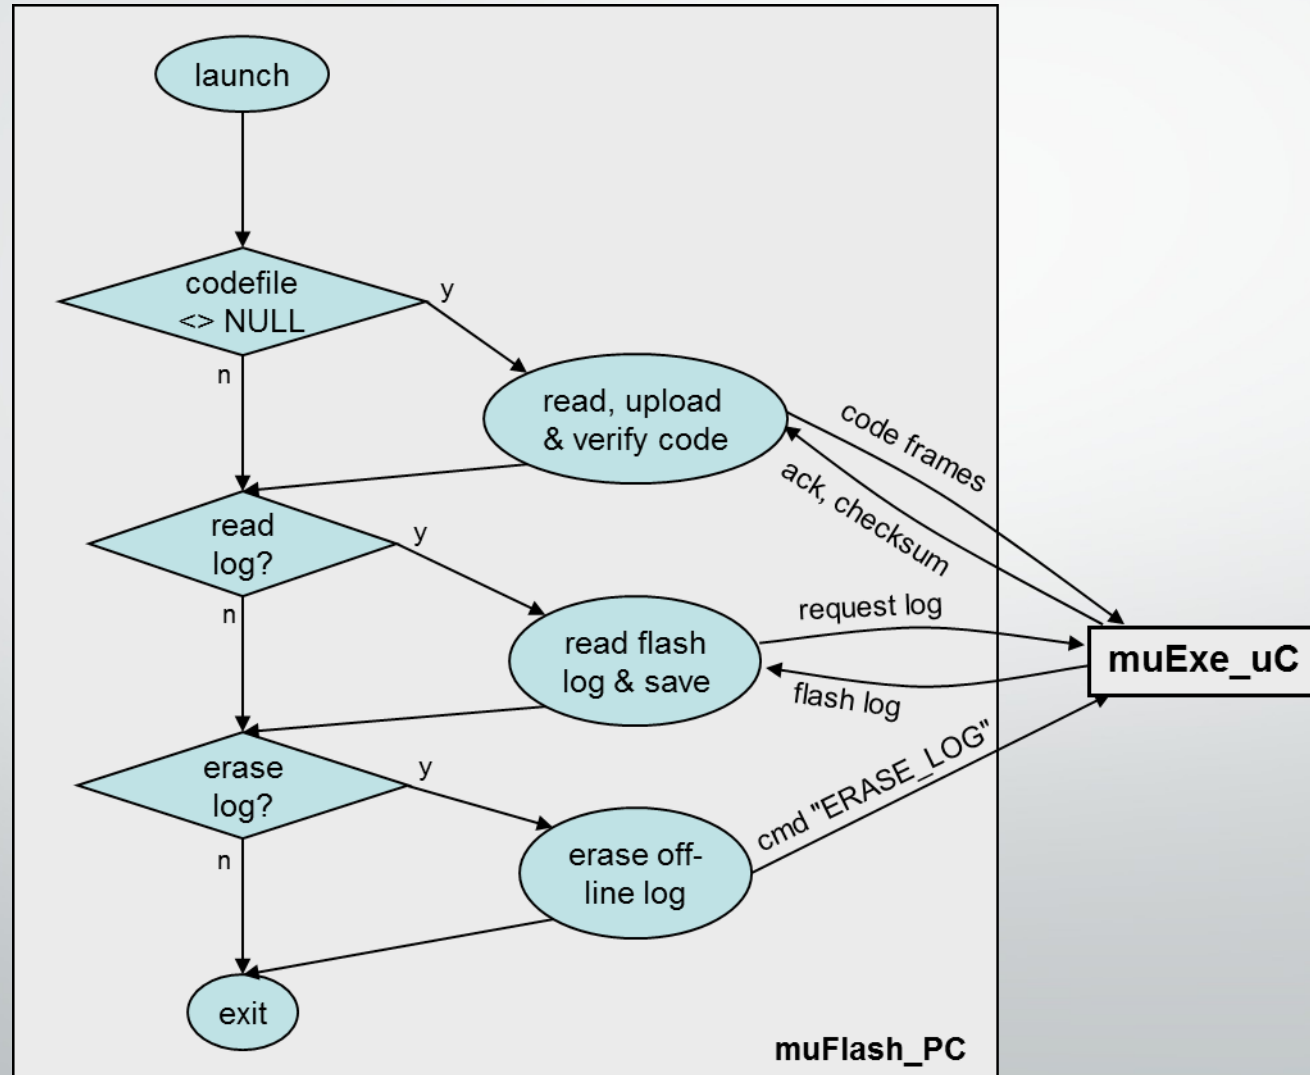 launch
codefile
<> NULL
y
n
read, upload
& verify code
code frames
ack, checksum
read
log?
y
n
read flash
log & save
request log
flash log
muExe_uC
erase
log?
y
n
erase off-
line log
cmd "ERASE_LOG"
exit
muFlash_PC